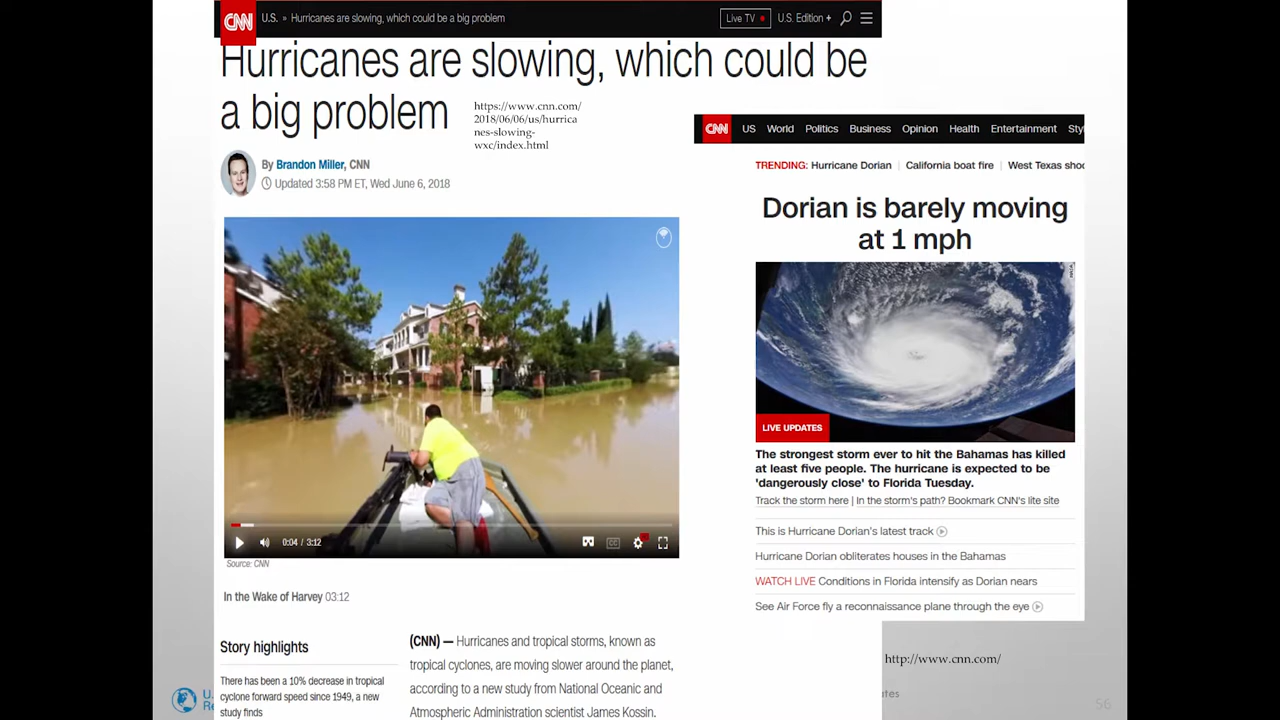 CNN U.S. » Hurricanes are slowing, which could be a big problem Live TV U.S. Edition +
Hurricanes are slowing, which could be
a big problem
https://www.cnn.com/
2018/06/06/us/hurrica
nes-slowing-
wxc/index.html
By Brandon Miller, CNN
Updated 3:58 PM ET, Wed June 6, 2018
0:04 / 3:12
CC
Source: CNN
In the Wake of Harvey 03:12
Story highlights
There has been a 10% decrease in tropical
cyclone forward speed since 1949, a new
study finds
(CNN) — Hurricanes and tropical storms, known as
tropical cyclones, are moving slower around the planet,
according to a new study from National Oceanic and
Atmospheric Administration scientist James Kossin.
CNN US World Politics Business Opinion Health Entertainment Sty
TRENDING: Hurricane Dorian California boat fire West Texas shoo
Dorian is barely moving
at 1 mph
LIVE UPDATES
The strongest storm ever to hit the Bahamas has killed
at least five people. The hurricane is expected to be
'dangerously close' to Florida Tuesday.
Track the storm here | In the storm's path? Bookmark CNN's lite site
This is Hurricane Dorian's latest track
Hurricane Dorian obliterates houses in the Bahamas
WATCH LIVE Conditions in Florida intensify as Dorian nears
See Air Force fly a reconnaissance plane through the eye
http://www.cnn.com/
U.
Re
ates
56